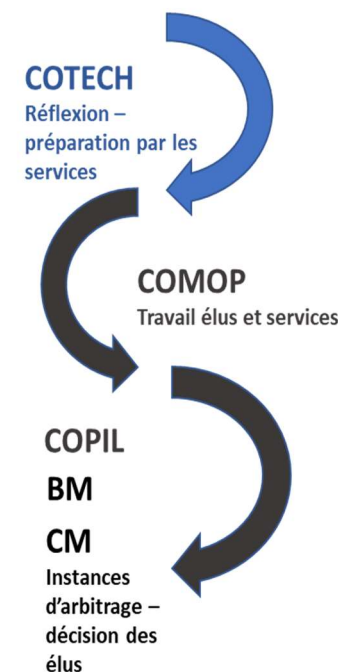 COTECH
Réflexion –
préparation par les
services
COMOP
Travail élus et services
COPIL
BM
CM
Instances
d’arbitrage –
décision des
élus